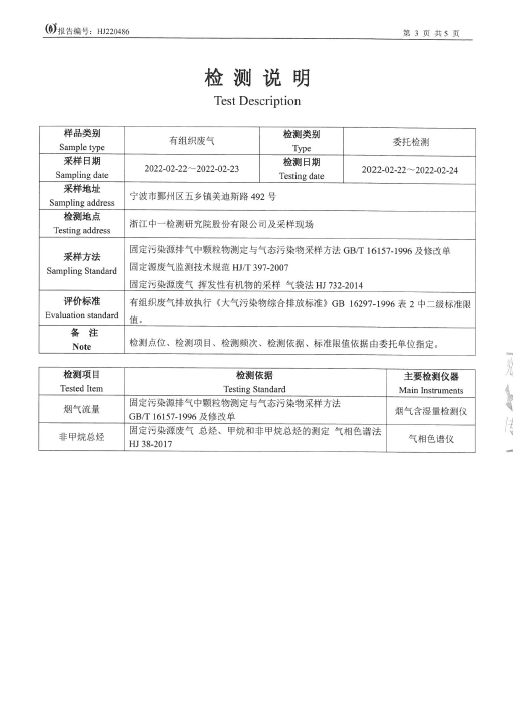 报告编号：HJ220486
第 3 页 共 5 页
检 测 说 明
Test Description
样品类别
Sample type
有组织废气
检测类别
Type
委托检测
采样日期
Sampling date
2022-02-22～2022-02-23
检测日期
Testing date
2022-02-22～2022-02-24
采样地址
Sampling address
宁波市鄞州区五乡镇美迪斯路 492 号
检测地点
Testing address
浙江中一检测研究院股份有限公司及采样现场
采样方法
Sampling Standard
固定污染源排气中颗粒物测定与气态污染物采样方法 GB/T 16157-1996 及修改单
固定源废气监测技术规范 HJ/T 397-2007
固定污染源废气 挥发性有机物的采样 气袋法 HJ 732-2014
评价标准
Evaluation standard
有组织废气排放执行《大气污染物综合排放标准》GB 16297-1996 表 2 中二级标准限
值。
备 注
Note
检测点位、检测项目、检测频次、检测依据、标准限值依据由委托单位指定。
检测项目
Tested Item
检测依据
Testing Standard
主要检测仪器
Main Instruments
烟气流量
固定污染源排气中颗粒物测定与气态污染物采样方法
GB/T 16157-1996 及修改单
烟气含湿量检测仪
非甲烷总烃
固定污染源废气 总烃、甲烷和非甲烷总烃的测定 气相色谱法
HJ 38-2017
气相色谱仪